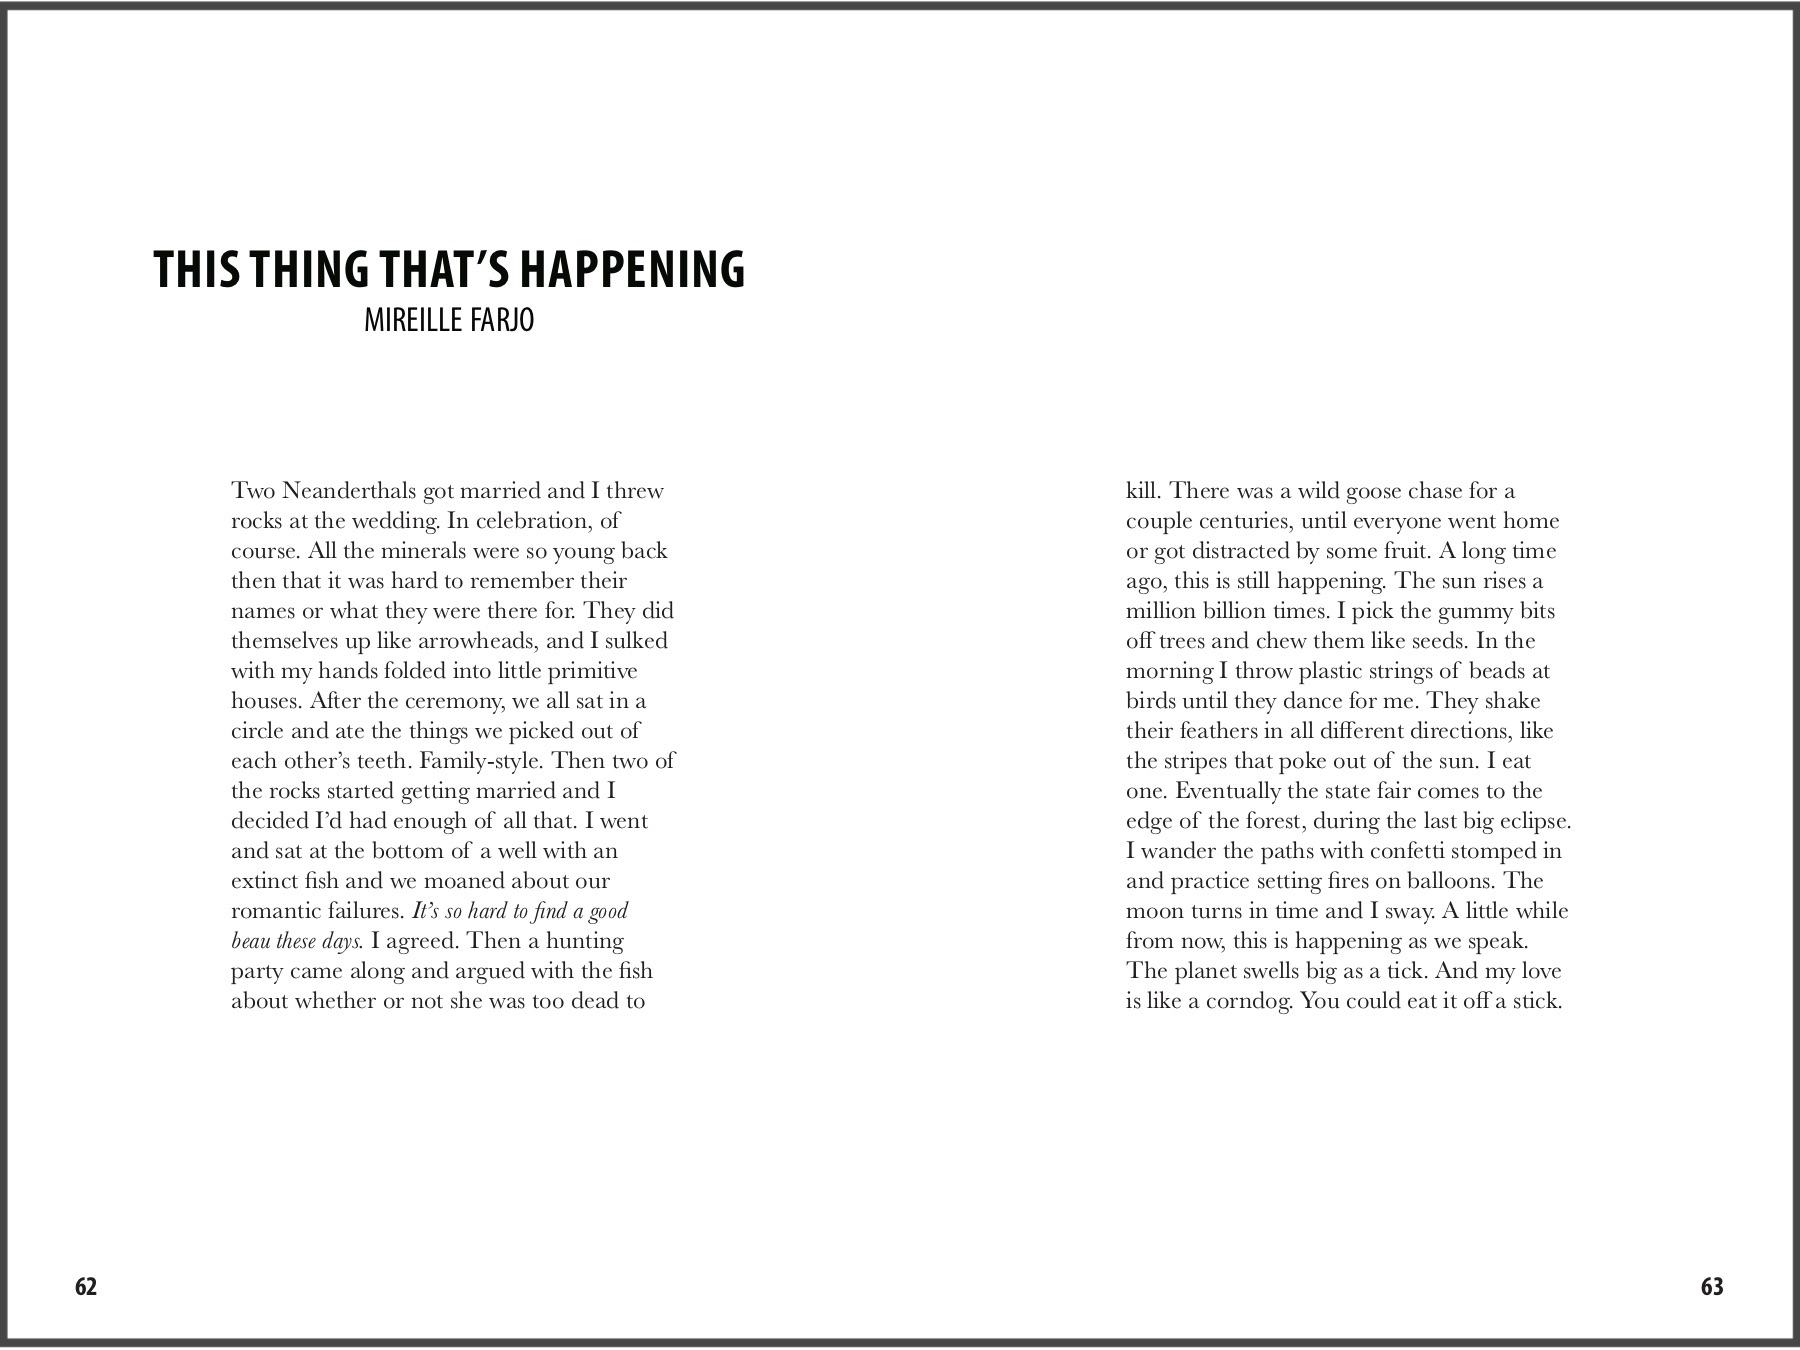 THIS THING THAT’S HAPPENING
MIREILLE FARJO
Two Neanderthals got married and I threw
rocks at the wedding. In celebration, of
course. All the minerals were so young back
then that it was hard to remember their
names or what they were there for. They did
themselves up like arrowheads, and I sulked
with my hands folded into little primitive
houses. After the ceremony, we all sat in a
circle and ate the things we picked out of
each other’s teeth. Family-style. Then two of
the rocks started getting married and I
decided I’d had enough of all that. I went
and sat at the bottom of a well with an
extinct fish and we moaned about our
romantic failures. It’s so hard to find a good
beau these days. I agreed. Then a hunting
party came along and argued with the fish
about whether or not she was too dead to
62
kill. There was a wild goose chase for a
couple centuries, until everyone went home
or got distracted by some fruit. A long time
ago, this is still happening. The sun rises a
million billion times. I pick the gummy bits
off trees and chew them like seeds. In the
morning I throw plastic strings of beads at
birds until they dance for me. They shake
their feathers in all different directions, like
the stripes that poke out of the sun. I eat
one. Eventually the state fair comes to the
edge of the forest, during the last big eclipse.
I wander the paths with confetti stomped in
and practice setting fires on balloons. The
moon turns in time and I sway. A little while
from now, this is happening as we speak.
The planet swells big as a tick. And my love
is like a corndog. You could eat it off a stick.
63